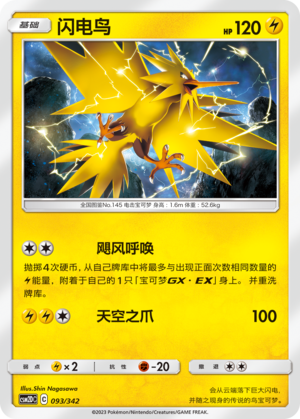 基础 闪电鸟 HP 120
全国图鉴No.145 电击宝可梦 身高：1.6m 体重：52.6kg
飓风呼唤
抛掷4次硬币，从自己牌库中将最多与出现正面次数相同数量的
能量，附着于自己的1只「宝可梦GX・EX」身上。并重洗
牌库。
天空之爪 100
弱点 ×2 抗性 -20 撤退
Illus.Shin Nagasawa
CSM2DC C 093/342
会从云端落下巨大闪电，
并随之现身的传说的鸟宝可梦。
©2023 Pokémon/Nintendo/Creatures/GAME FREAK.